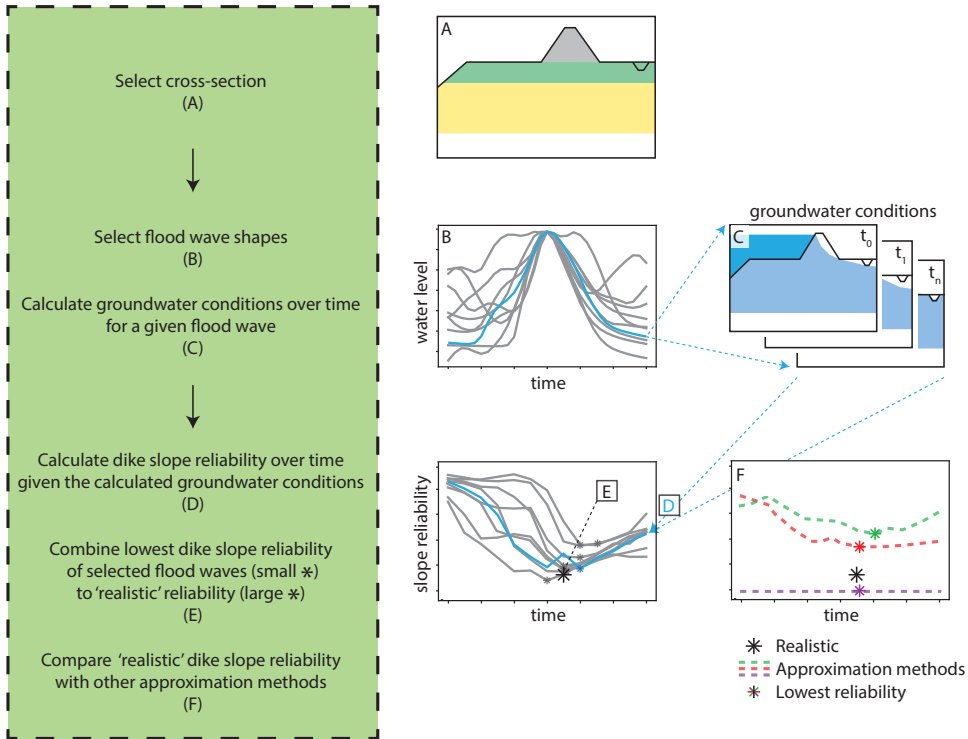 Select cross-section
(A)
Select flood wave shapes
(B)
Calculate groundwater conditions over time
for a given flood wave
(C)
Calculate dike slope reliability over time
given the calculated groundwater conditions
(D)
Combine lowest dike slope reliability
of selected flood waves (small *)
to 'realistic' reliability (large *)
(E)
Compare 'realistic' dike slope reliability
with other approximation methods
(F)
A
B
water level
time
groundwater conditions
C
t0
t1
tn
slope reliability
time
E
D
F
time
Realistic
Approximation methods
Lowest reliability